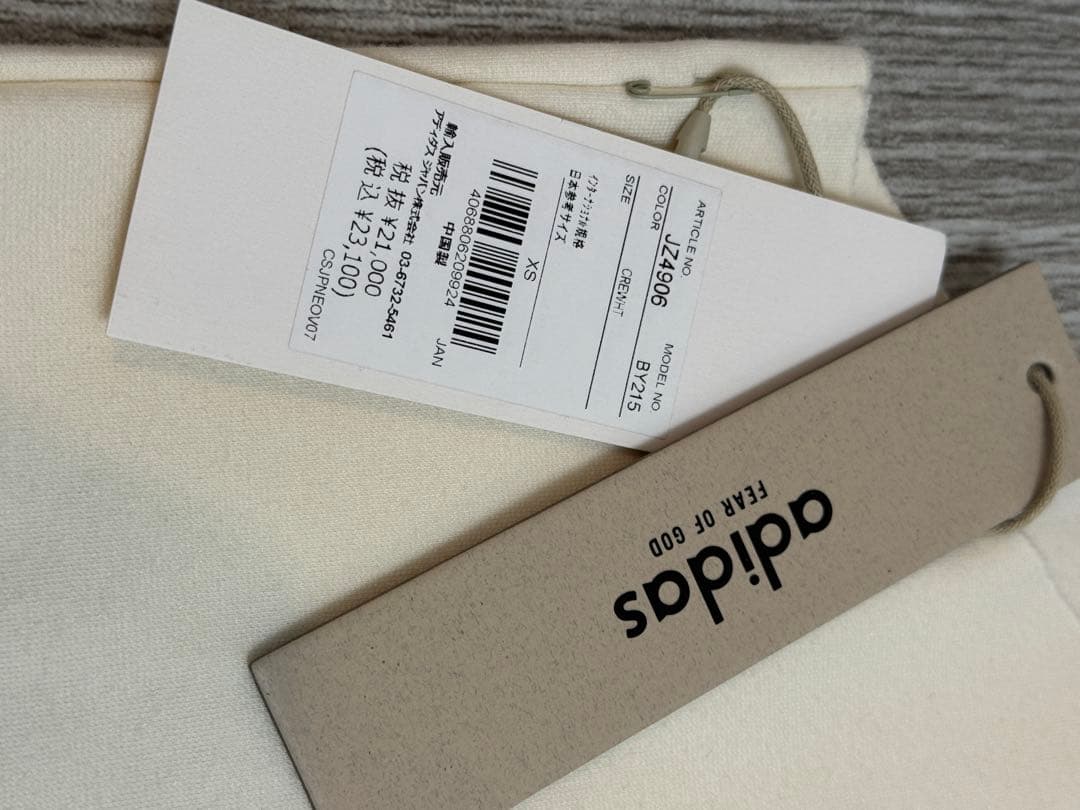 ARTICLE NO. MODEL NO.
JZ4906 BY215
COLOR CREWHT
SIZE
インターナショナル規格
日本参考サイズ
XS
4068806209924 JAN
中国製
輸入販売元
アディダス ジャパン株式会社 03-6732-5461
税抜 ¥21,000
(税込 ¥23,100)
CSJPNEOV07
adidas
FEAR OF GOD